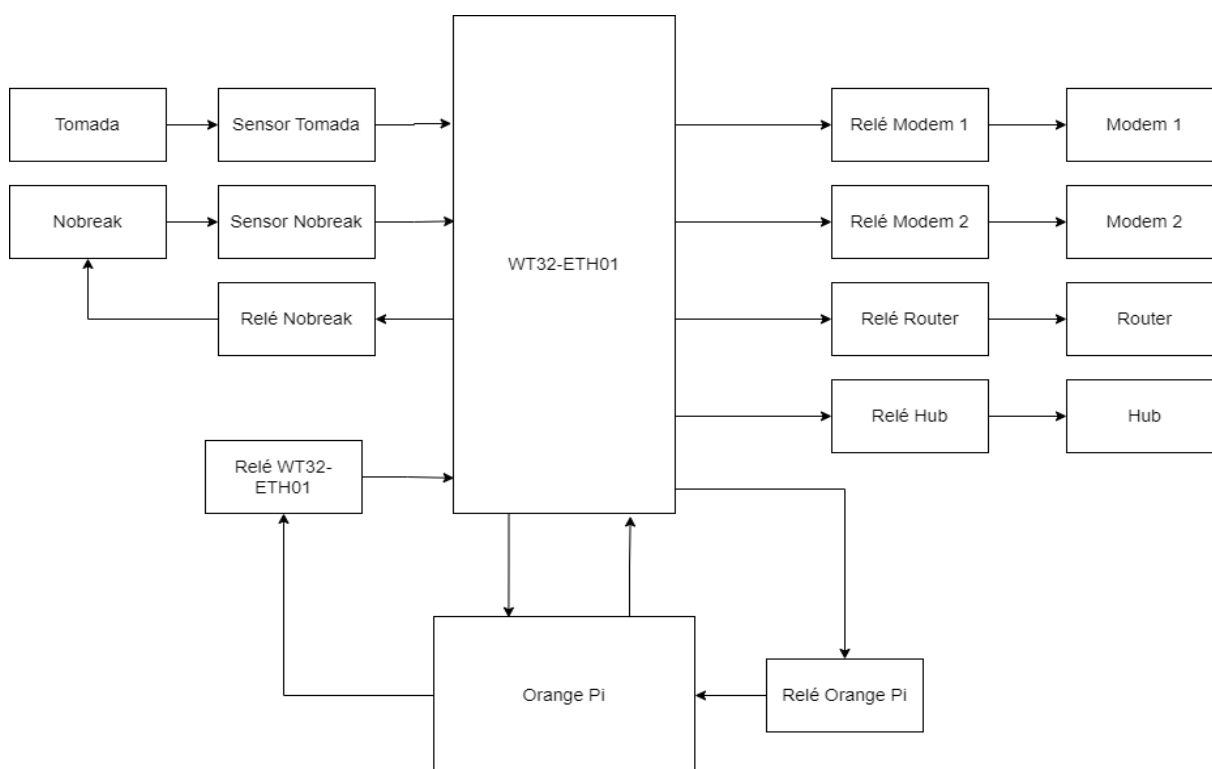 Tomada
Sensor Tomada
Relé Modem 1
Modem 1
Nobreak
Sensor Nobreak
Relé Modem 2
Modem 2
WT32-ETH01
Relé Nobreak
Relé Router
Router
Relé Hub
Hub
Relé WT32-
ETH01
Orange Pi
Relé Orange Pi